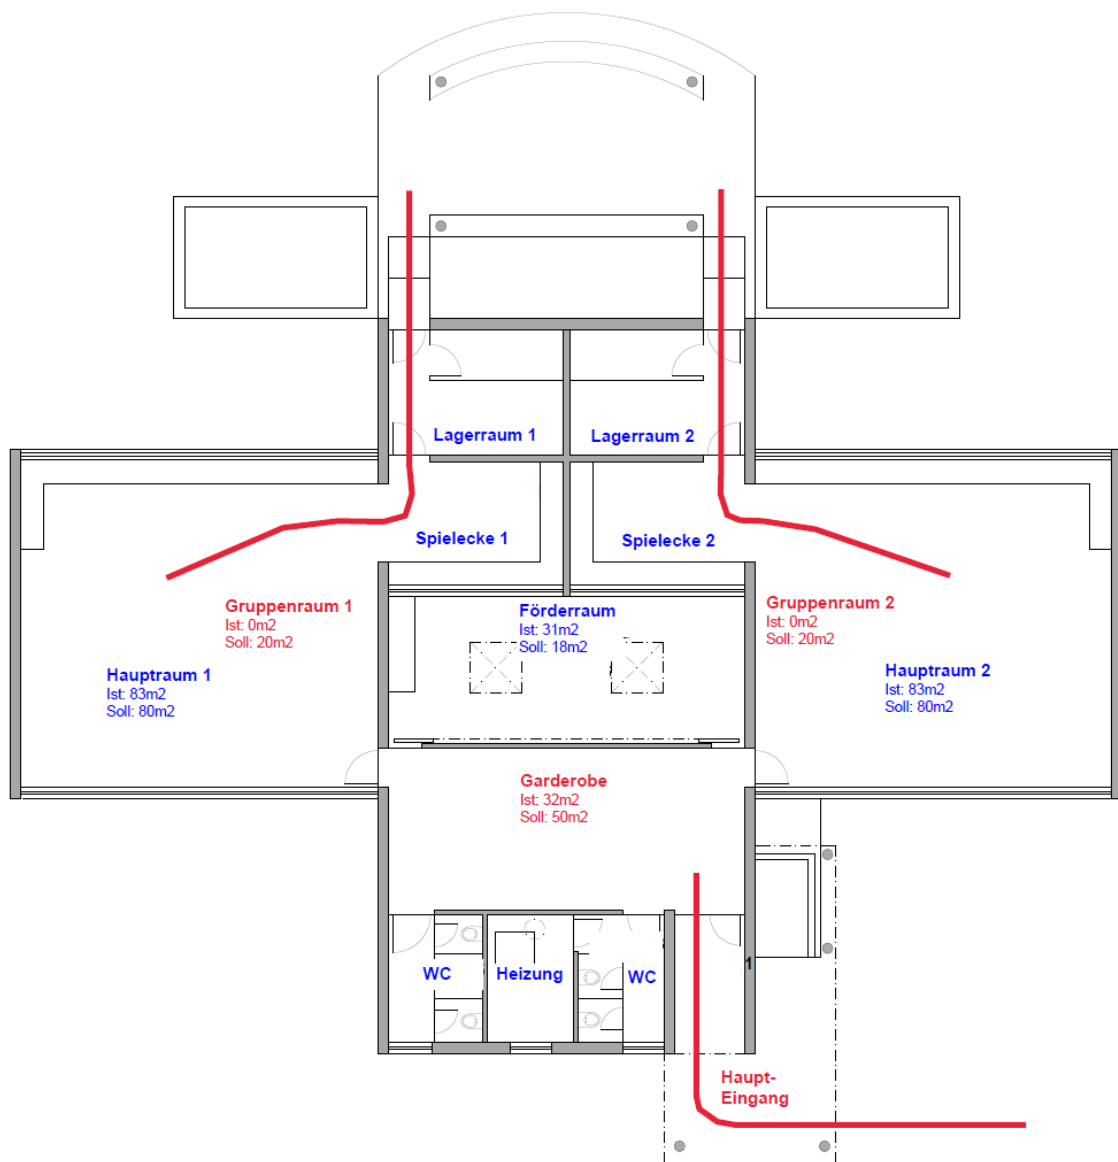 Lagerraum 1
Lagerraum 2
Spielecke 1
Spielecke 2
Gruppenraum 1
Ist: 0m2
Soll: 20m2
Förderraum
Ist: 31m2
Soll: 18m2
Gruppenraum 2
Ist: 0m2
Soll: 20m2
Hauptraum 1
Ist: 83m2
Soll: 80m2
Hauptraum 2
Ist: 83m2
Soll: 80m2
Garderobe
Ist: 32m2
Soll: 50m2
WC
Heizung
WC
1
Haupt-
Eingang